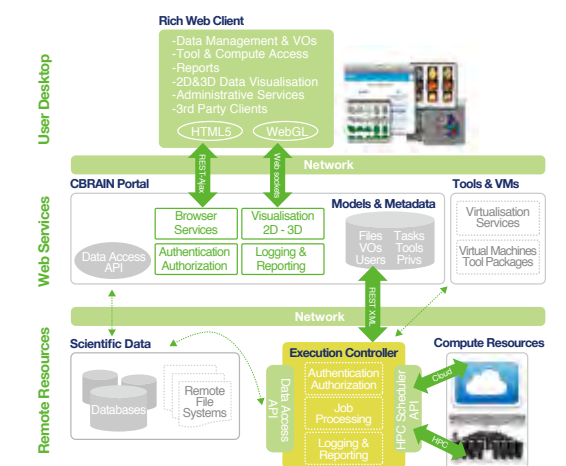 Rich Web Client
-Data Management & VOs
-Tool & Compute Access
-Reports
-2D&3D Data Visualisation
-Administrative Services
-3rd Party Clients
HTML5
WebGL
User Desktop
REST-Ajax
Web sockets
Network
CBRAIN Portal
Models & Metadata
Tools & VMs
Web Services
Data Access
API
Browser
Services
Visualisation
2D - 3D
Authentication
Authorization
Logging &
Reporting
Files Tasks
VOs Tools
Users Privs
Virtualisation
Services
Virtual Machines
Tool Packages
REST XML
Network
Remote Resources
Scientific Data
Databases
Remote
File
Systems
Execution Controller
Data Access
API
Authentication
Authorization
Job
Processing
Logging &
Reporting
HPC Scheduler
API
Compute Resources
Cloud
HPC